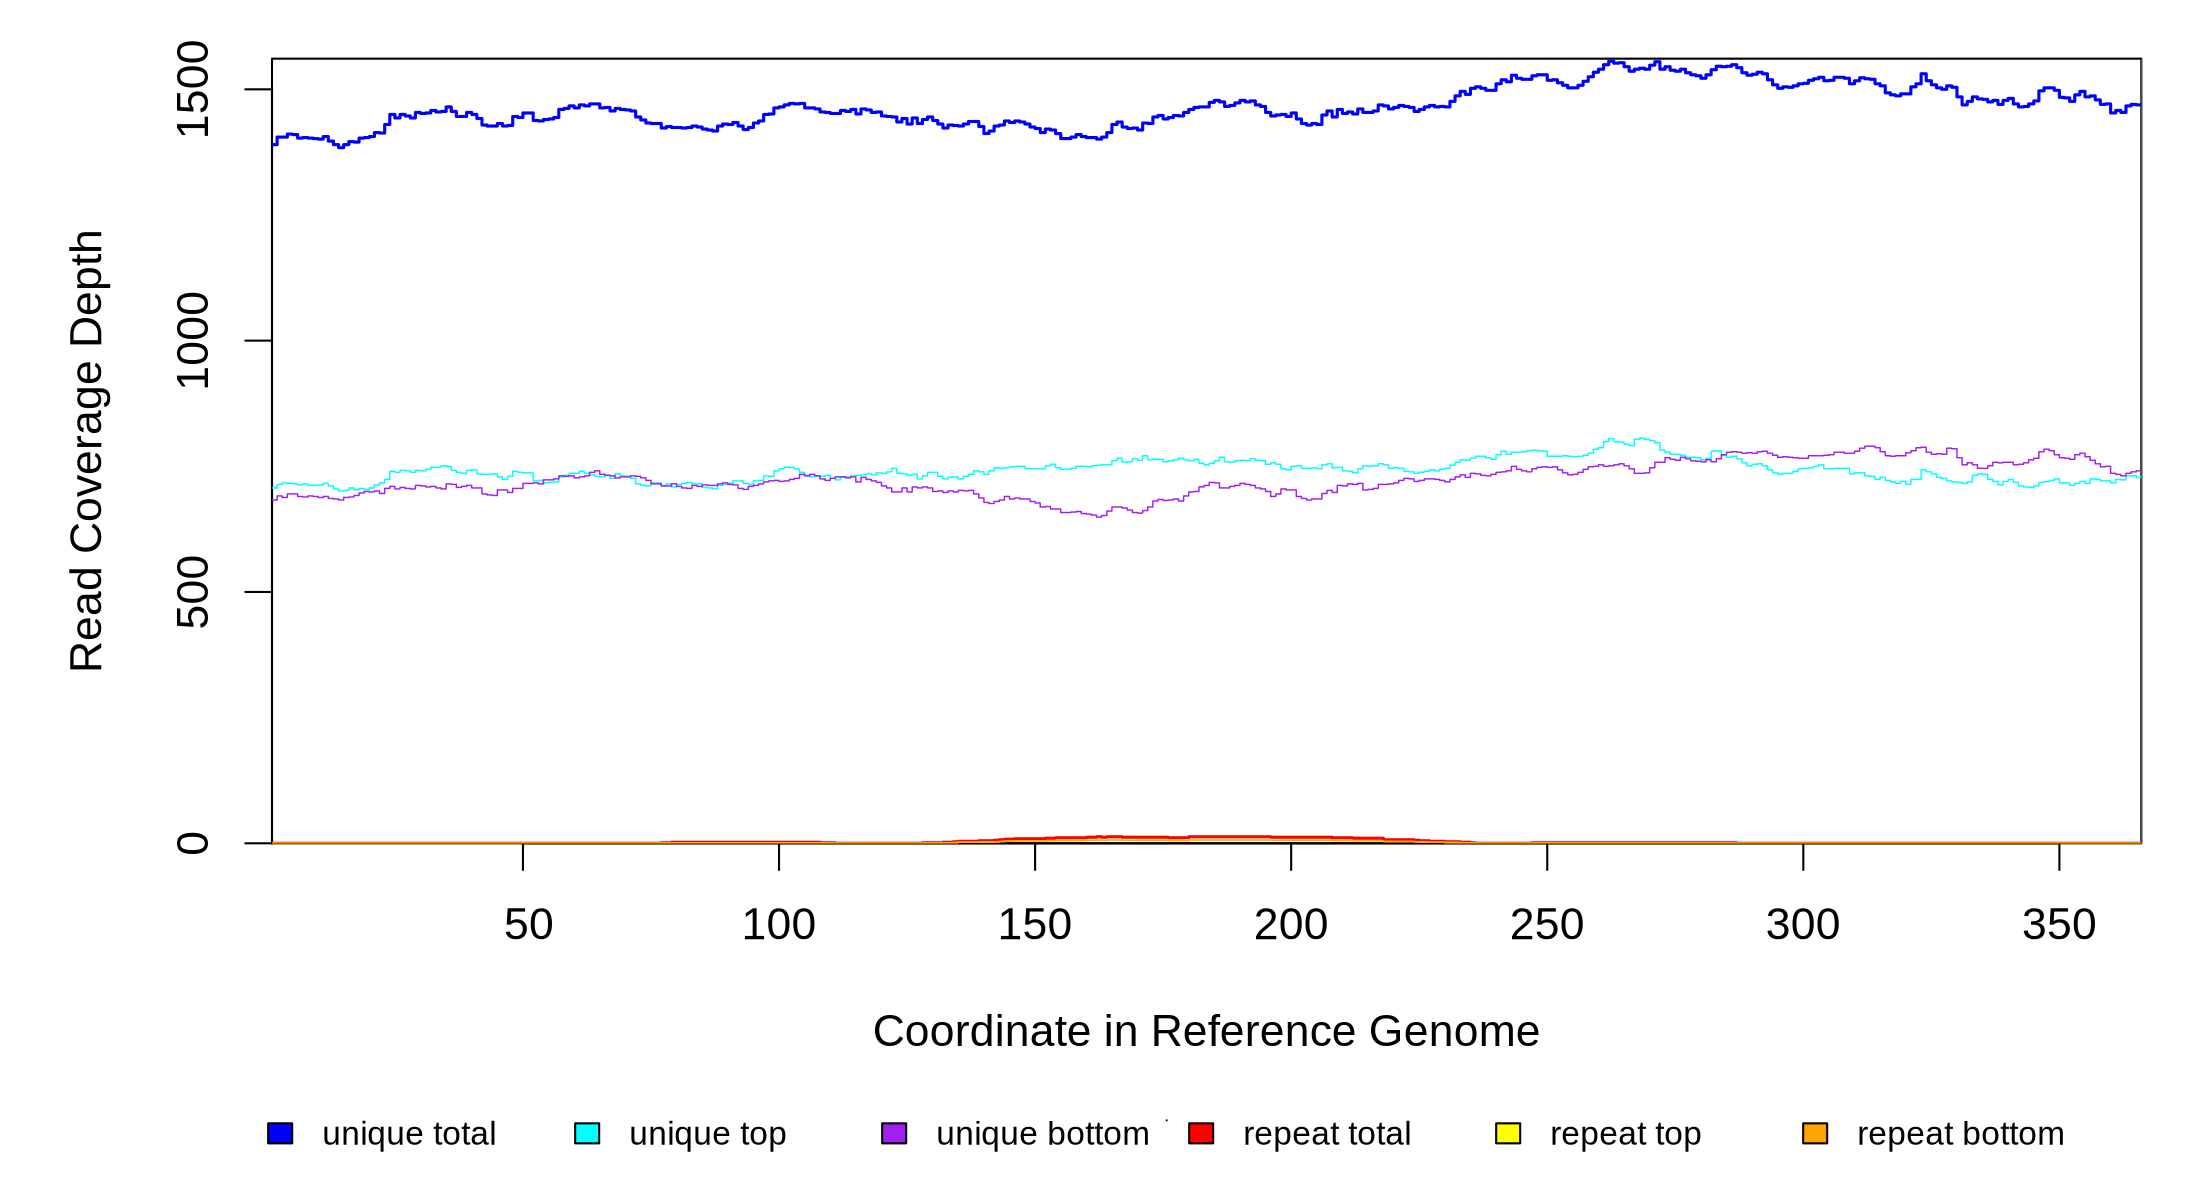 1500
1000
500
0
Read Coverage Depth
50 100 150 200 250 300 350
Coordinate in Reference Genome
unique total unique top unique bottom repeat total repeat top repeat bottom